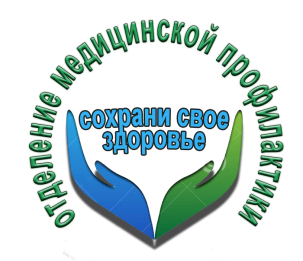 отделение медицинской профилактики
сохрани свое
здоровье